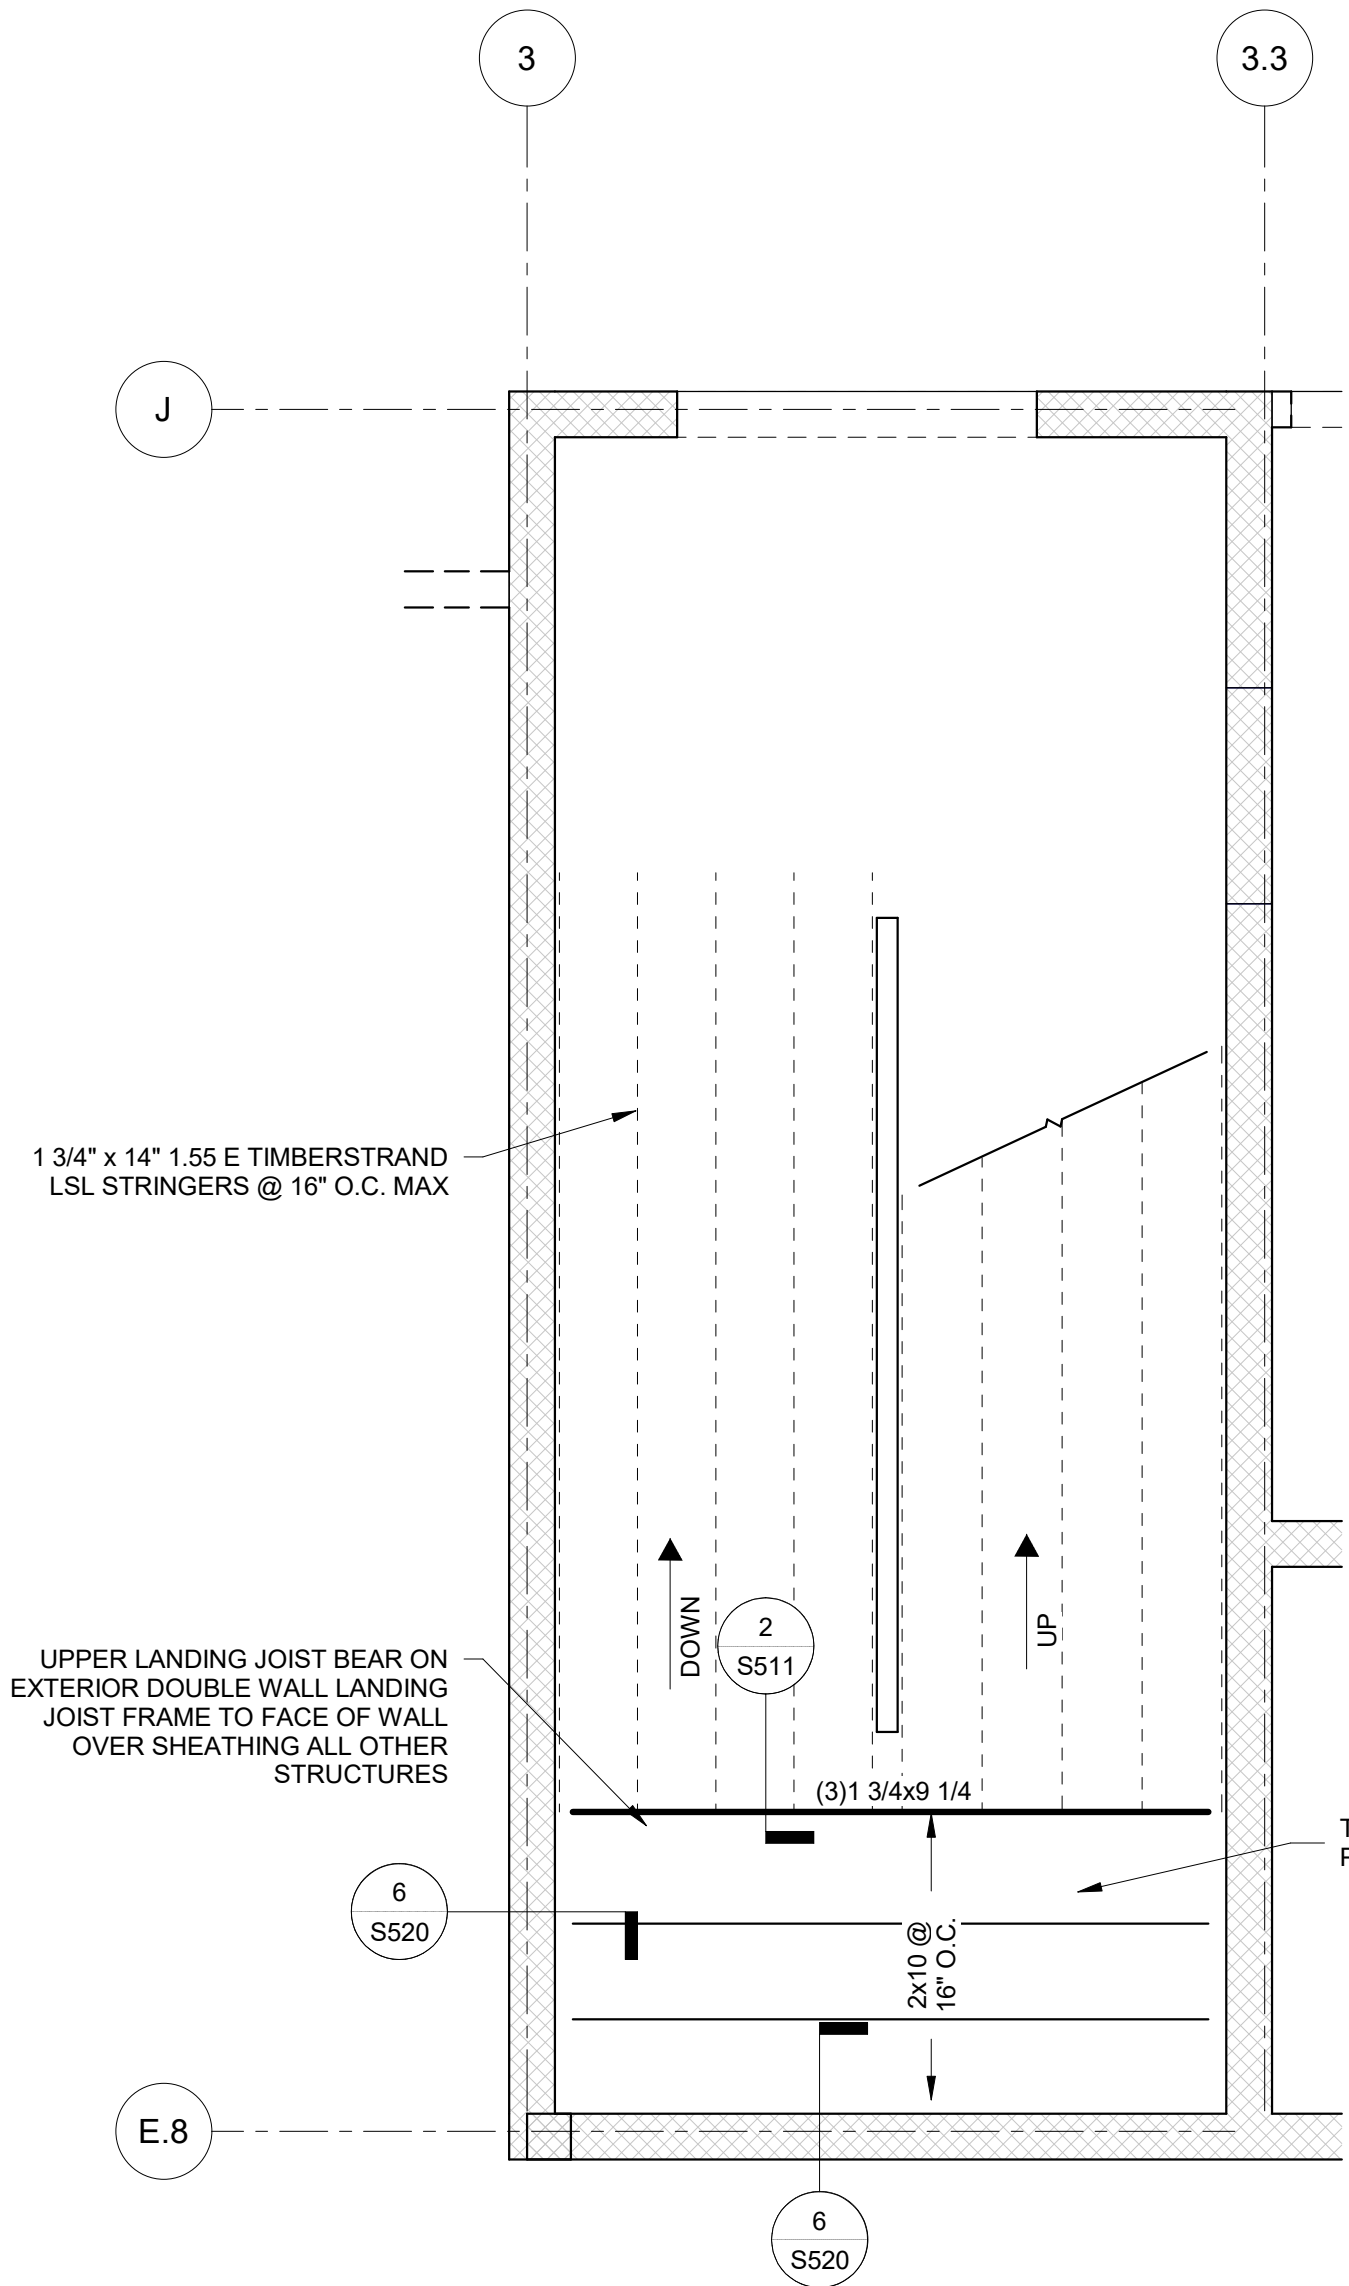 3
3.3
J
1 3/4" x 14" 1.55 E TIMBERSTRAND
LSL STRINGERS @ 16" O.C. MAX
DOWN
2
S511
UP
UPPER LANDING JOIST BEAR ON
EXTERIOR DOUBLE WALL LANDING
JOIST FRAME TO FACE OF WALL
OVER SHEATHING ALL OTHER
STRUCTURES
(3)1 3/4x9 1/4
6
S520
2x10 @
16" O.C.
E.8
6
S520